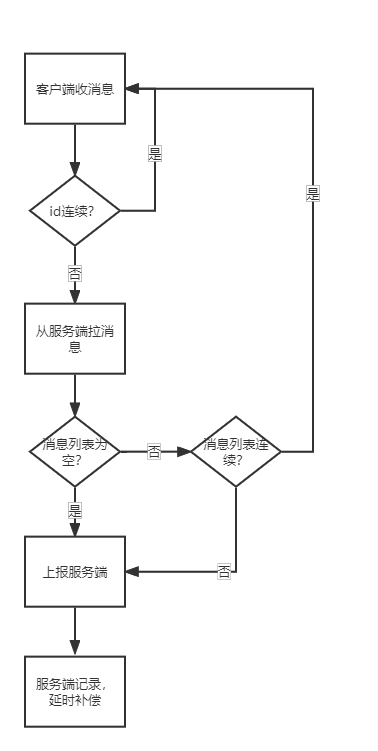 客户端收消息
是
id连续?
是
否
从服务端拉消
息
消息列表为
空?
否
消息列表连
续?
是
上报服务端
否
服务端记录，
延时补偿